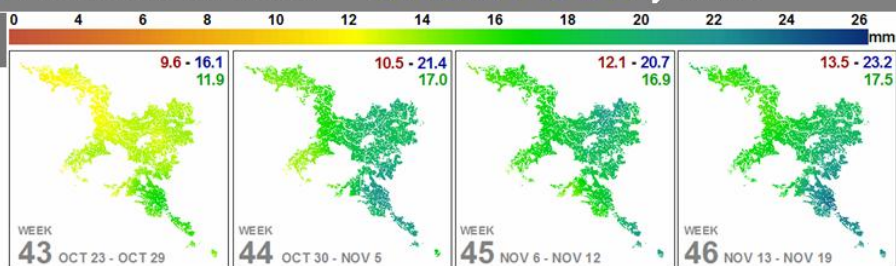 0 4 6 8 10 12 14 16 18 20 22 24 26
mm
9.6 - 16.1
11.9
WEEK
43 OCT 23 - OCT 29
10.5 - 21.4
17.0
WEEK
44 OCT 30 - NOV 5
12.1 - 20.7
16.9
WEEK
45 NOV 6 - NOV 12
13.5 - 23.2
17.5
WEEK
46 NOV 13 - NOV 19